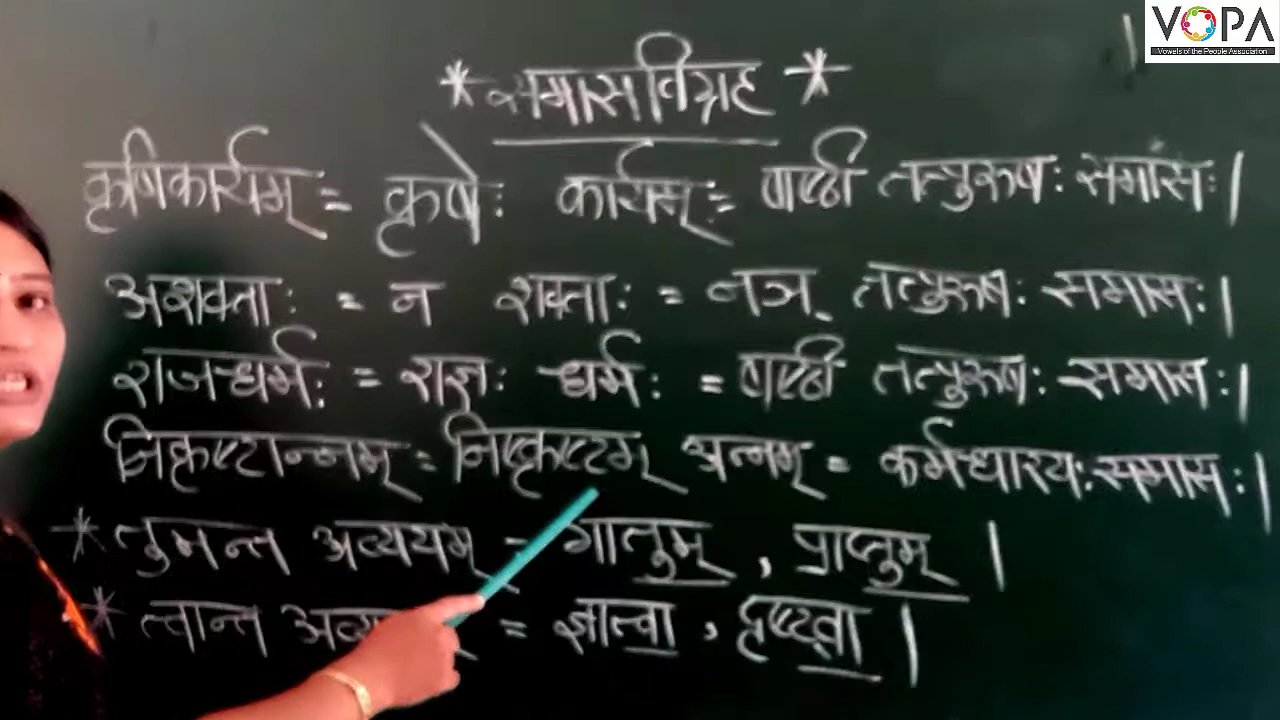 VOPA
Vowels of the People Association
* समासविग्रह *
कृषिकार्यम् := कृषेः कार्यम् := षष्ठी तत्पुरुषः समासः।
अशक्ताः = न शक्ताः = नञ् तत्पुरूषः समासः।
राजधर्मः = राज्ञः धर्मः = षष्ठी तत्पुरूषः समासः।
निकृष्टान्नम् = निष्कृष्टम् अन्नम् = कर्मधारयः समासः।
* तुमन्त अव्ययम् = गातुम् , प्राप्तुम् ।
* त्वान्त = ज्ञात्वा , दृष्ट्वा ।